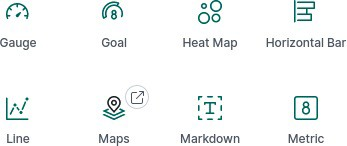 Gauge
Goal
Heat Map
Horizontal Bar
Line
Maps
Markdown
Metric